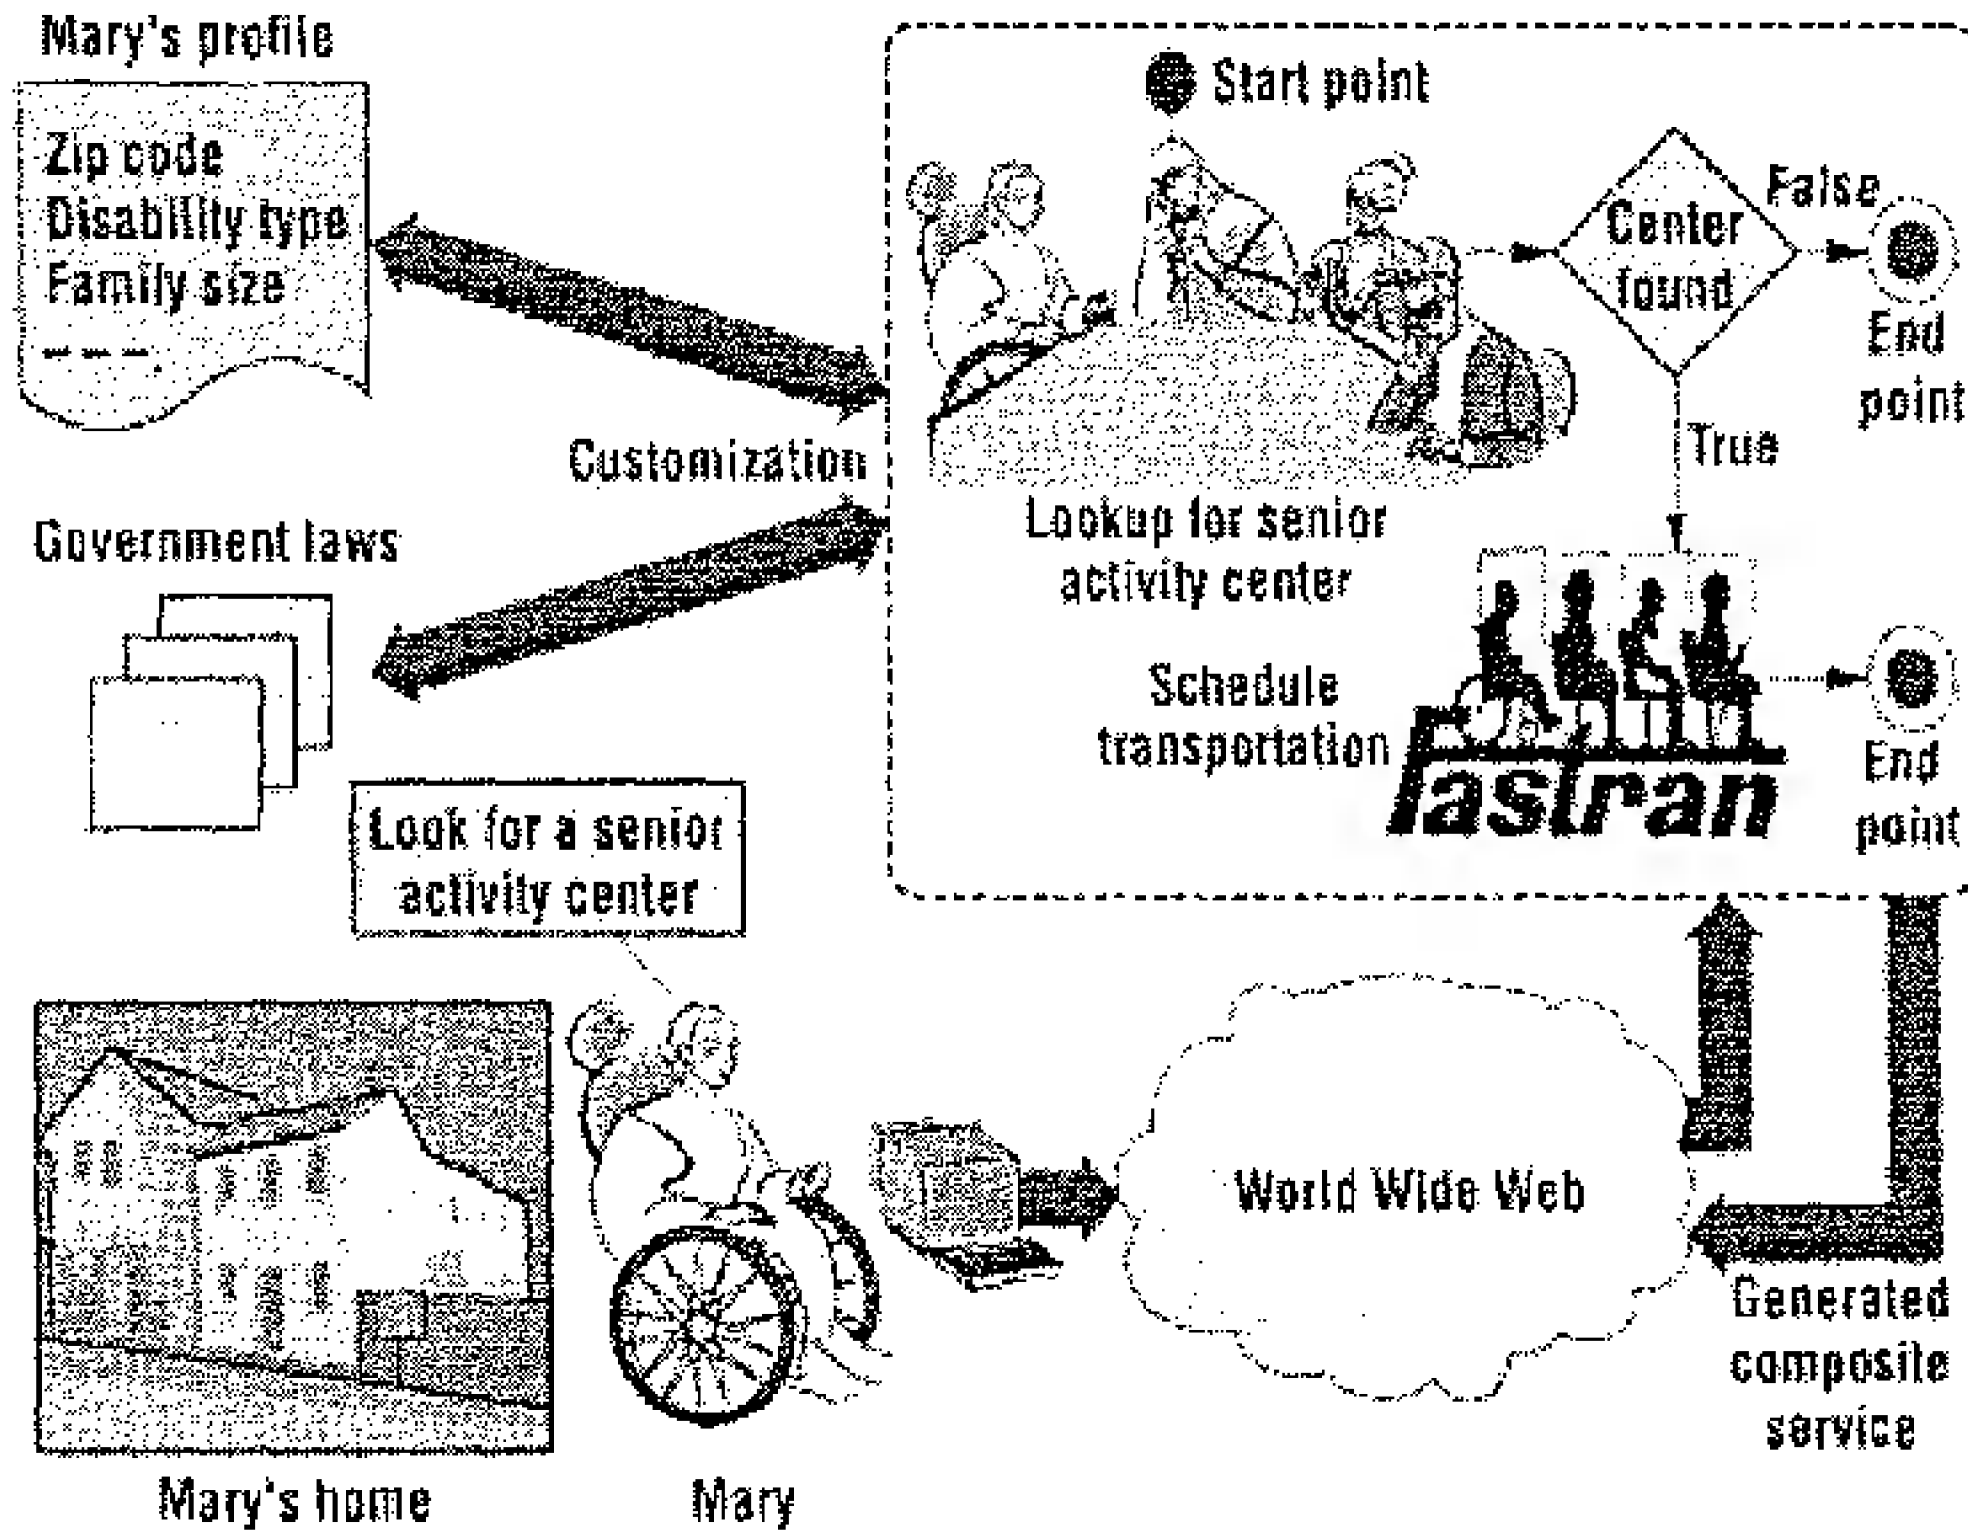 Mary's profile
Zip code
Disability type
Family size
Customization
Government laws
Look for a senior
activity center
Start point
Lookup for senior
activity center
Center
found
False
End
point
True
Schedule
transportation
fastran
End
point
World Wide Web
Generated
composite
service
Mary's home
Mary